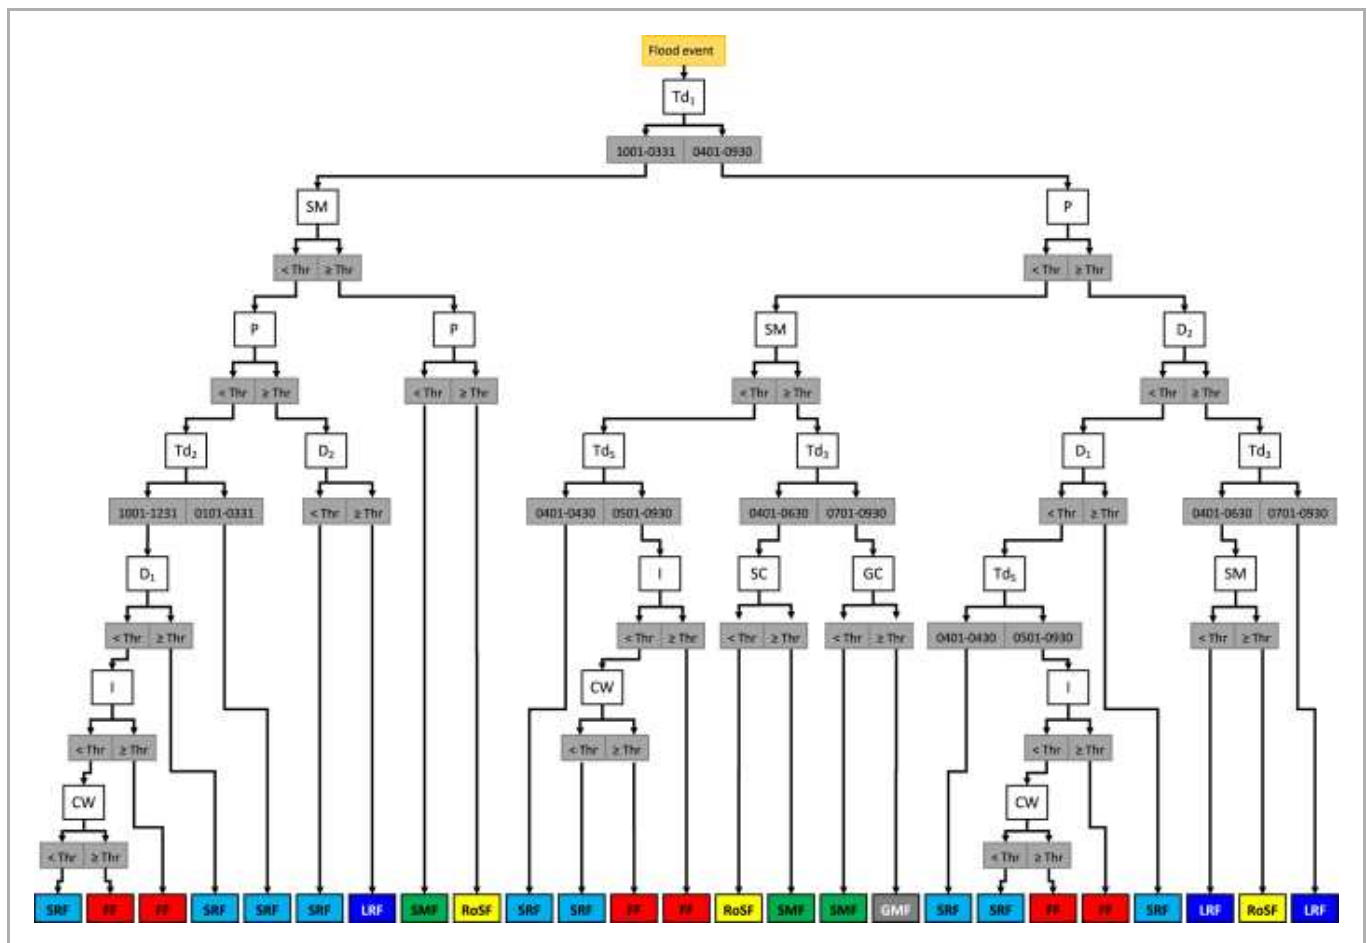 Flood event
Td₁
1001-0331 0401-0930
SM P
< Thr ≥ Thr < Thr ≥ Thr
P P SM D₂
< Thr ≥ Thr < Thr ≥ Thr < Thr ≥ Thr < Thr ≥ Thr
Td₂ D₂ Td₅ Td₃ D₁ Td₃
1001-1231 0101-0331 < Thr ≥ Thr 0401-0430 0501-0930 0401-0630 0701-0930 < Thr ≥ Thr 0401-0630 0701-0930
D₁ I SC GC Td₅ SM
< Thr ≥ Thr < Thr ≥ Thr < Thr ≥ Thr < Thr ≥ Thr 0401-0430 0501-0930 < Thr ≥ Thr
I CW I
< Thr ≥ Thr < Thr ≥ Thr < Thr ≥ Thr
CW CW
< Thr ≥ Thr < Thr ≥ Thr
SRF FF FF SRF SRF SRF LRF SMF RoSF SRF SRF FF FF RoSF SMF SMF GMF SRF SRF FF FF SRF LRF RoSF LRF